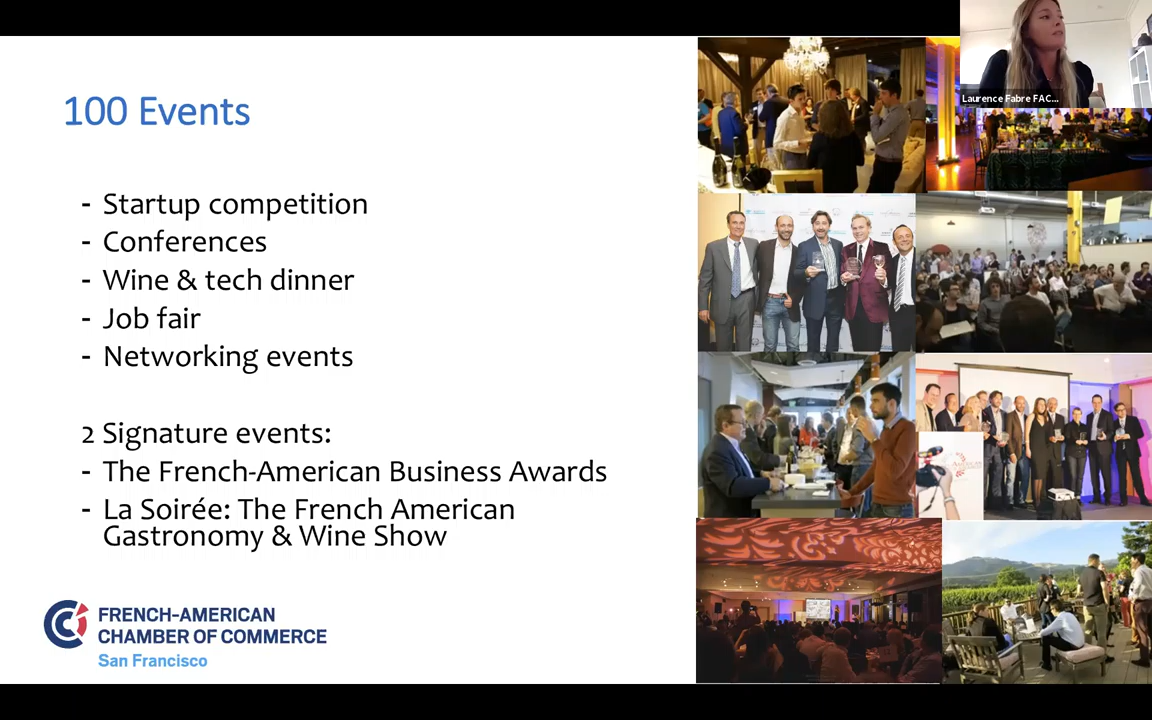 100 Events
- Startup competition
- Conferences
- Wine & tech dinner
- Job fair
- Networking events
2 Signature events:
- The French-American Business Awards
- La Soirée: The French American
Gastronomy & Wine Show
FRENCH-AMERICAN
CHAMBER OF COMMERCE
San Francisco
Laurence Fabre FAC...